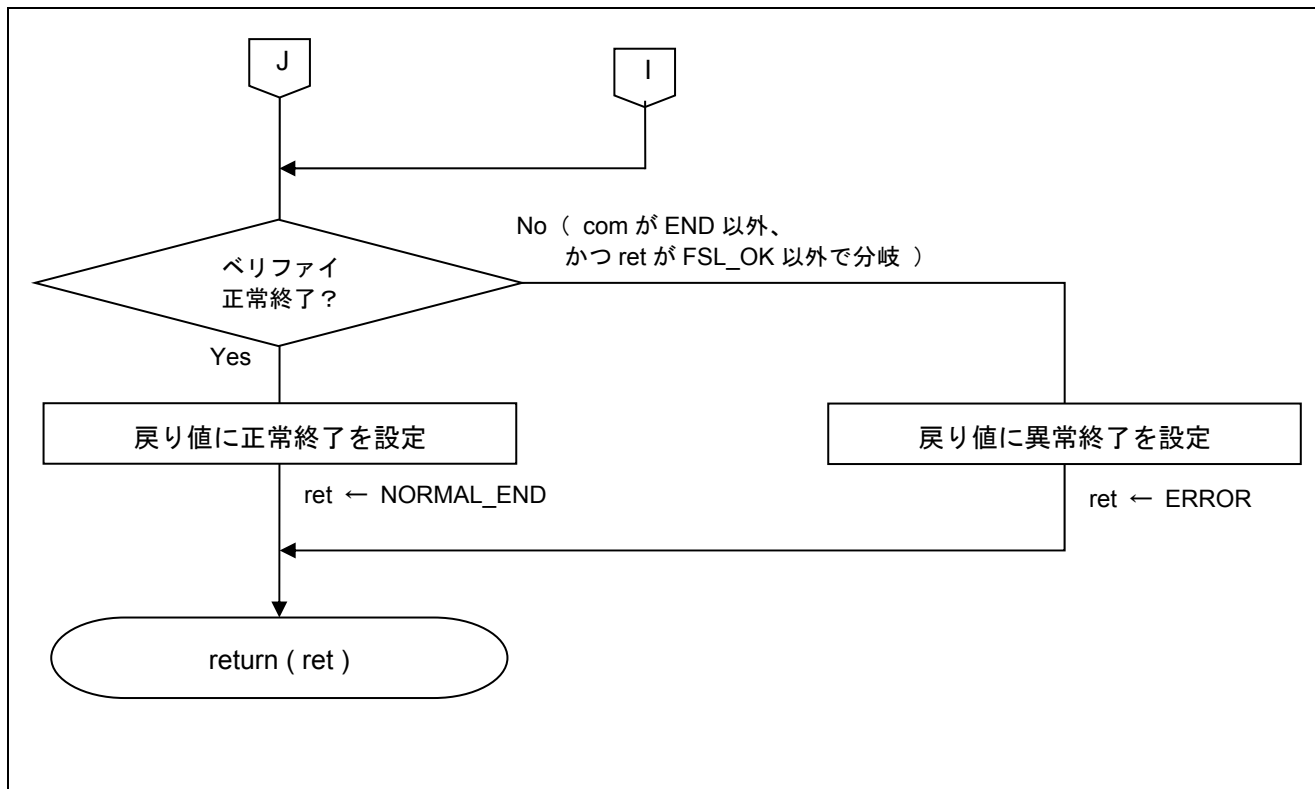 J
I
No （ com が END 以外、
かつ ret が FSL_OK 以外で分岐 ）
ベリファイ
正常終了？
Yes
戻り値に正常終了を設定
戻り値に異常終了を設定
ret ← NORMAL_END
ret ← ERROR
return ( ret )